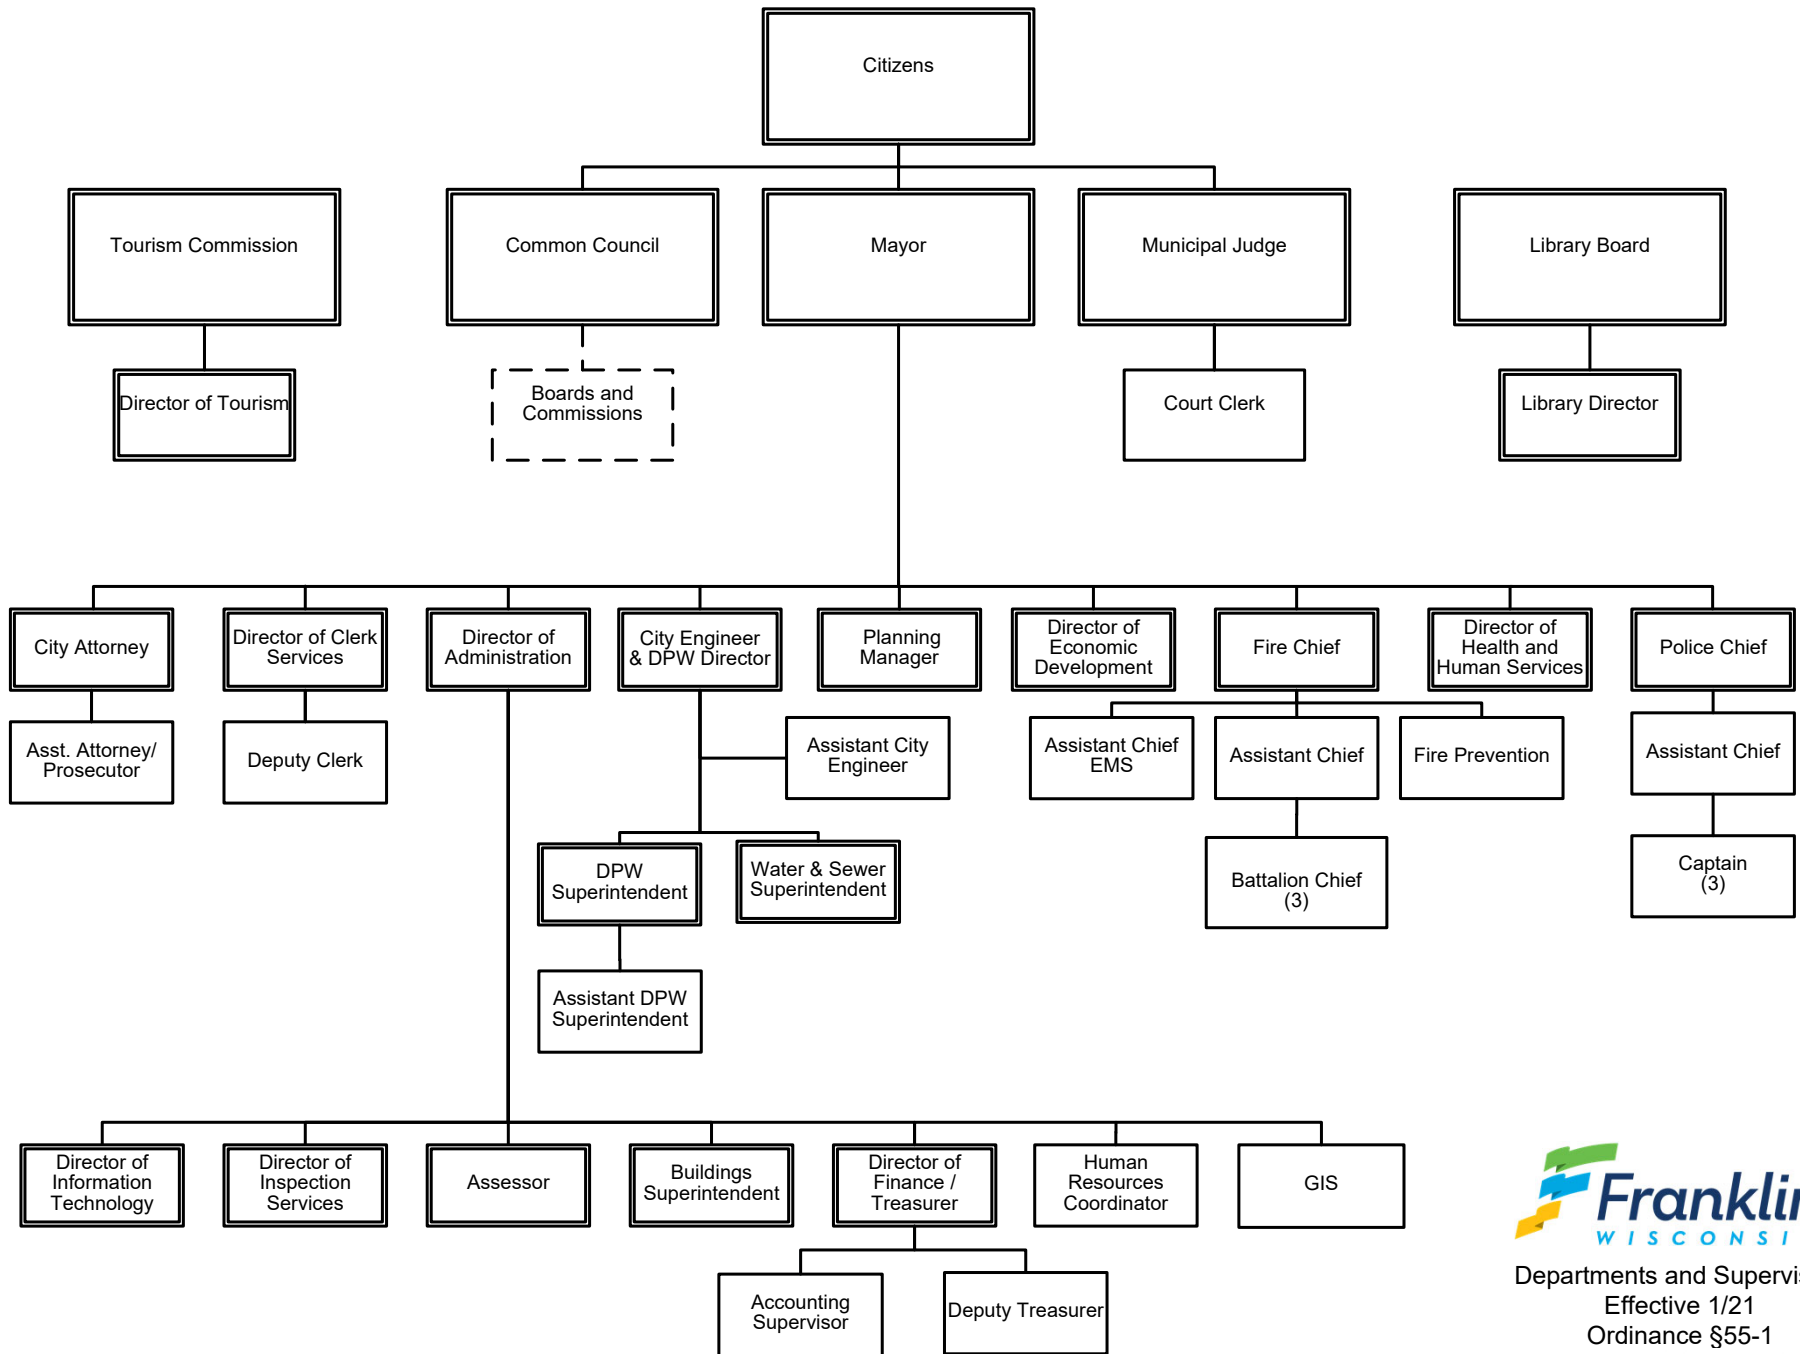 Citizens
Tourism Commission
Common Council
Mayor
Municipal Judge
Library Board
Director of Tourism
Boards and
Commissions
Court Clerk
Library Director
City Attorney
Director of Clerk
Services
Director of
Administration
City Engineer
& DPW Director
Planning
Manager
Director of
Economic
Development
Fire Chief
Director of
Health and
Human Services
Police Chief
Asst. Attorney/
Prosecutor
Deputy Clerk
Assistant City
Engineer
Assistant Chief
EMS
Assistant Chief
Fire Prevention
Assistant Chief
DPW
Superintendent
Water & Sewer
Superintendent
Battalion Chief
(3)
Captain
(3)
Assistant DPW
Superintendent
Director of
Information
Technology
Director of
Inspection
Services
Assessor
Buildings
Superintendent
Director of
Finance /
Treasurer
Human
Resources
Coordinator
GIS
Accounting
Supervisor
Deputy Treasurer
Franklin
WISCONSI
Departments and Supervis
Effective 1/21
Ordinance §55-1